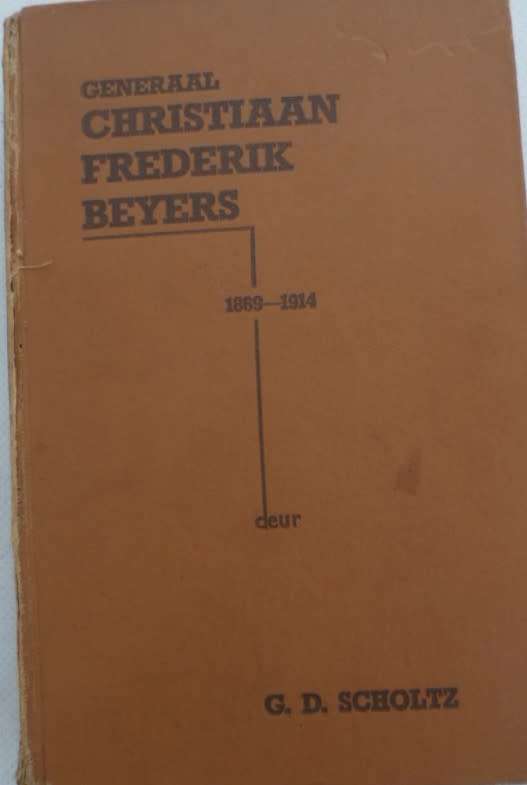 GENERAAL
CHRISTIAAN
FREDERIK
BEYERS
1869—1914
deur
G. D. SCHOLTZ